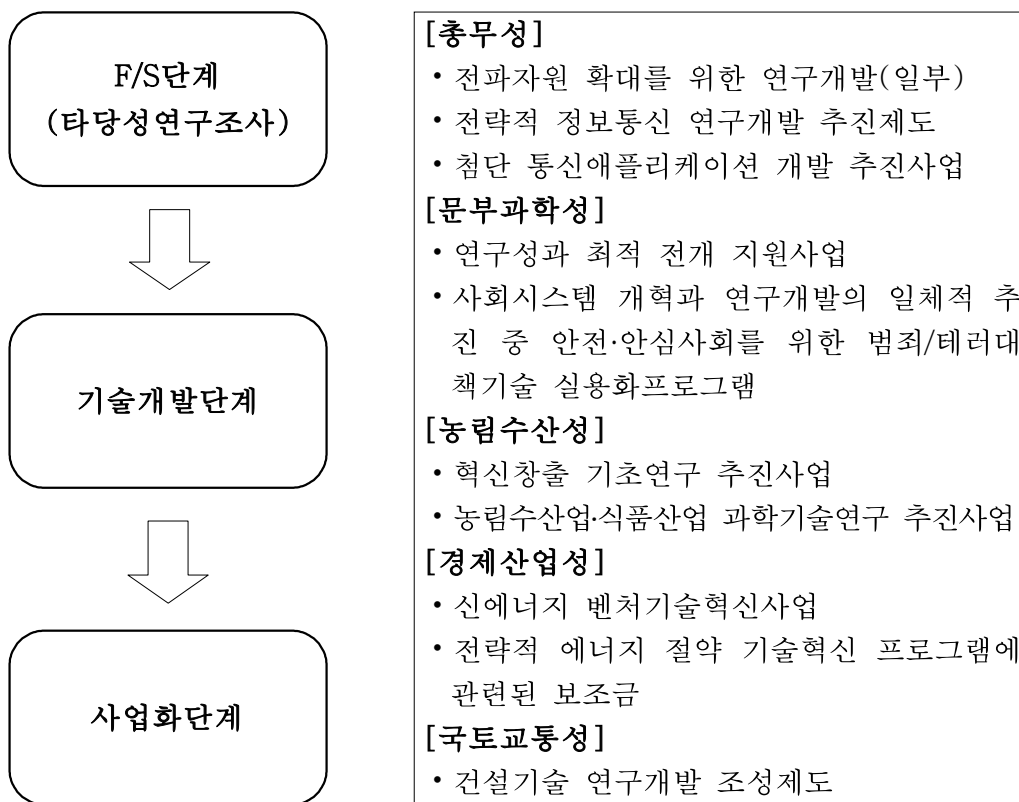 F/S단계
(타당성연구조사)
기술개발단계
사업화단계
[총무성]
• 전파자원 확대를 위한 연구개발(일부)
• 전략적 정보통신 연구개발 추진제도
• 첨단 통신애플리케이션 개발 추진사업
[문부과학성]
• 연구성과 최적 전개 지원사업
• 사회시스템 개혁과 연구개발의 일체적 추
진 중 안전·안심사회를 위한 범죄/테러대
책기술 실용화프로그램
[농림수산성]
• 혁신창출 기초연구 추진사업
• 농림수산업·식품산업 과학기술연구 추진사업
[경제산업성]
• 신에너지 벤처기술혁신사업
• 전략적 에너지 절약 기술혁신 프로그램에
관련된 보조금
[국토교통성]
• 건설기술 연구개발 조성제도